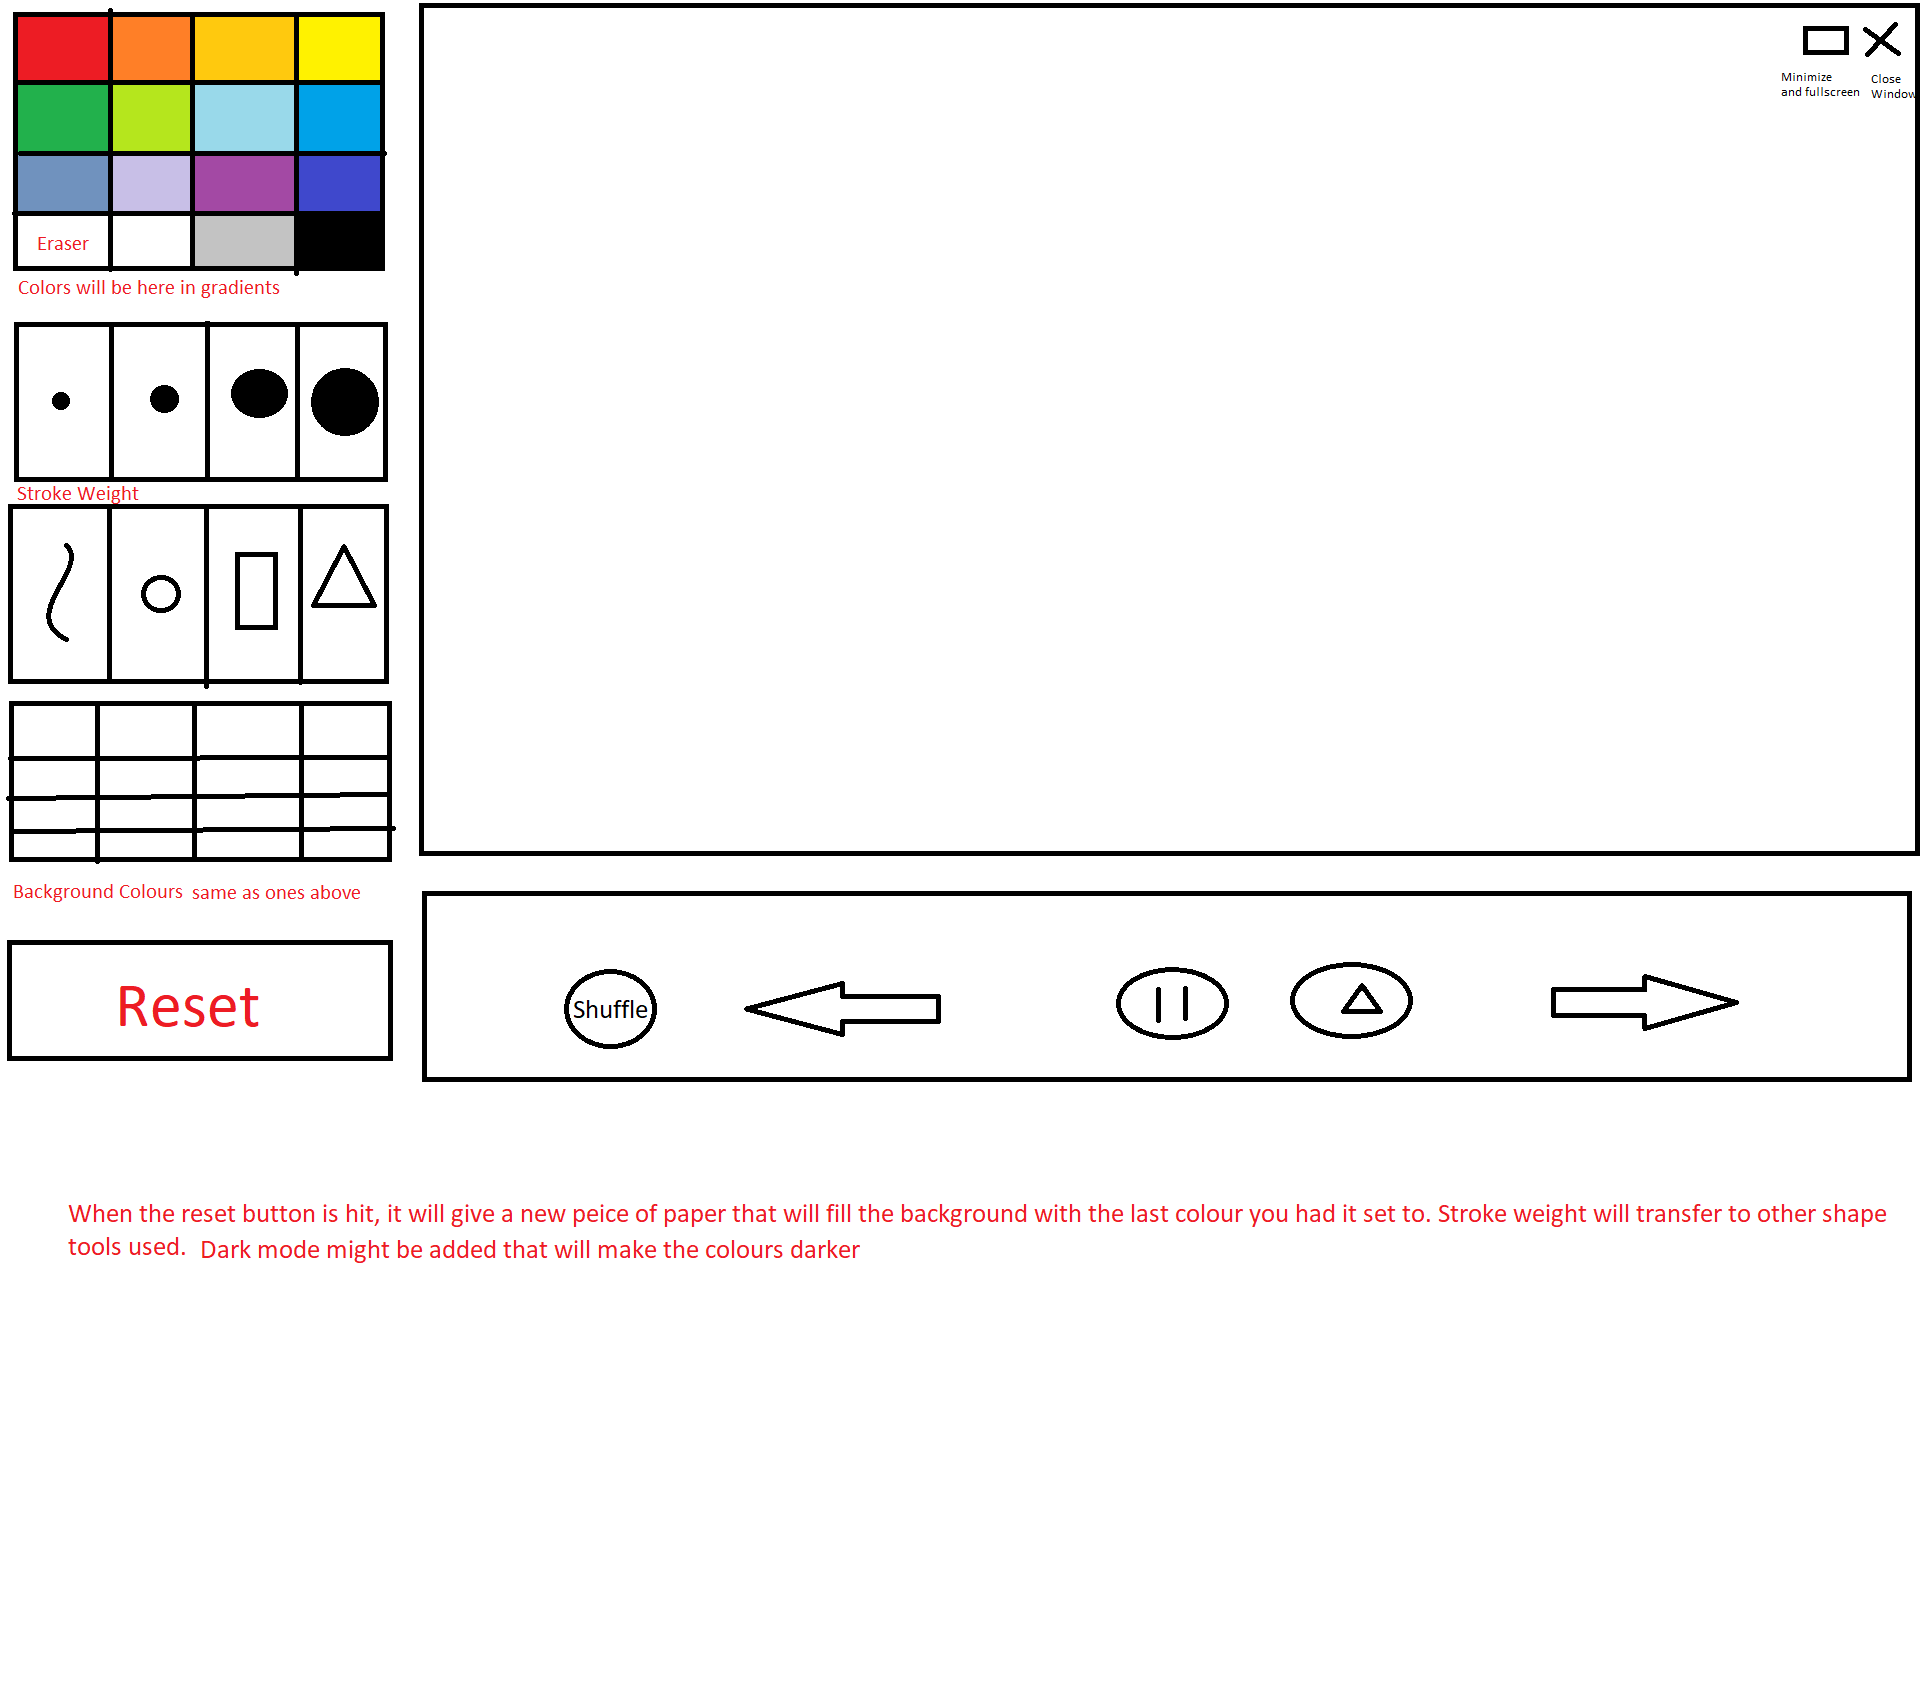 Minimize
and fullscreen
Close
Window
Eraser
Colors will be here in gradients
Stroke Weight
Background Colours same as ones above
Reset
Shuffle
When the reset button is hit, it will give a new peice of paper that will fill the background with the last colour you had it set to. Stroke weight will transfer to other shape
tools used. Dark mode might be added that will make the colours darker